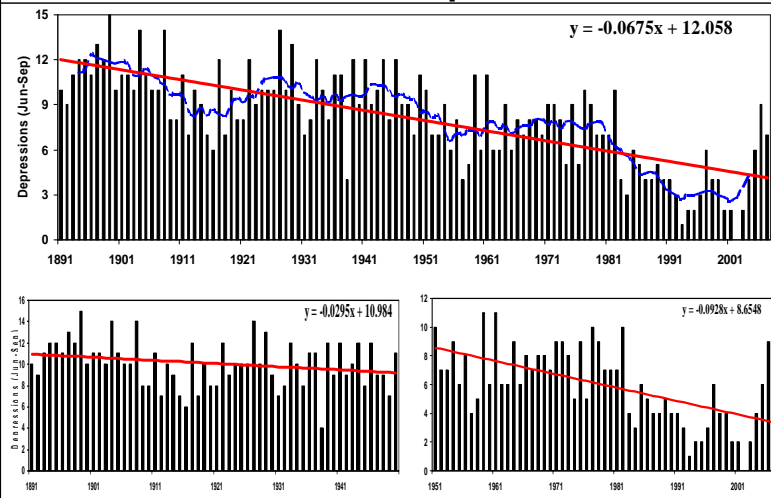 15
12
9
6
3
0
Depressions (Jun-Sep)
y = -0.0675x + 12.058
1891 1901 1911 1921 1931 1941 1951 1961 1971 1981 1991 2001
16
14
12
10
8
6
4
2
0
Depressions (Jun-Sep)
y = -0.0295x + 10.984
1891 1901 1911 1921 1931 1941
12
10
8
6
4
2
0
y = -0.0928x + 8.6548
1951 1961 1971 1981 1991 2001